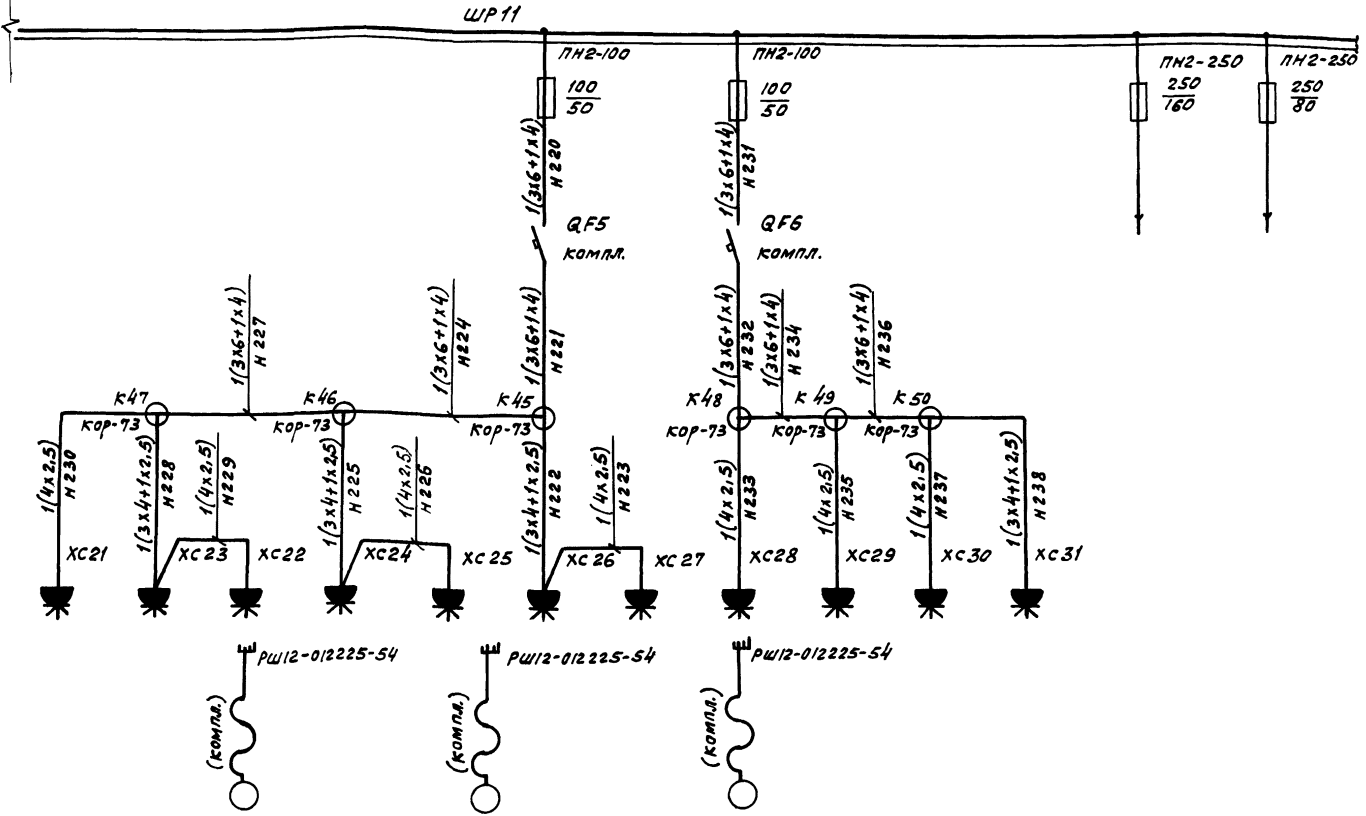 ШР11
ПН2-100
100
50
ПН2-100
100
50
ПН2-250
250
160
ПН2-250
250
80
1(3х6+1х4)
Н220
1(3х6+1х4)
Н231
QF5
компл.
QF6
компл.
1(3х6+1х4)
Н227
1(3х6+1х4)
Н224
1(3х6+1х4)
Н221
1(3х6+1х4)
Н232
1(3х6+1х4)
Н234
1(3х6+1х4)
Н236
К47
кор-73
К46
кор-73
К45
кор-73
К48
кор-73
К49
кор-73
К50
кор-73
1(4х2,5)
Н230
1(3х4+1х2,5)
Н228
1(4х2,5)
Н229
1(3х4+1х2,5)
Н225
1(4х2,5)
Н226
1(3х4+1х2,5)
Н222
1(4х2,5)
Н223
1(4х2,5)
Н233
1(4х2,5)
Н235
1(4х2,5)
Н237
1(3х4+1х2,5)
Н238
ХС21
ХС23
ХС22
ХС24
ХС25
ХС26
ХС27
ХС28
ХС29
ХС30
ХС31
РШ12-012225-54
(компл.)
РШ12-012225-54
(компл.)
РШ12-012225-54
(компл.)